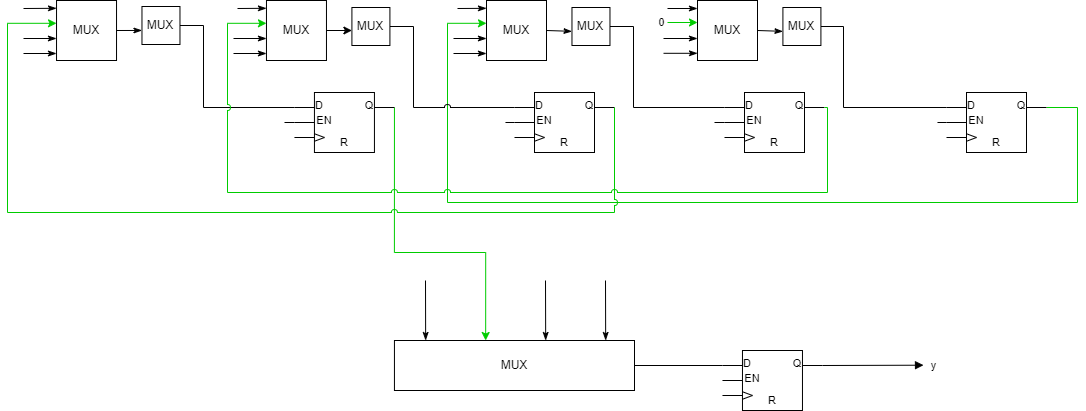 MUX MUX MUX MUX MUX MUX 0 MUX MUX
D Q D Q D Q D Q
EN EN EN EN
R R R R
MUX D Q y
EN
R